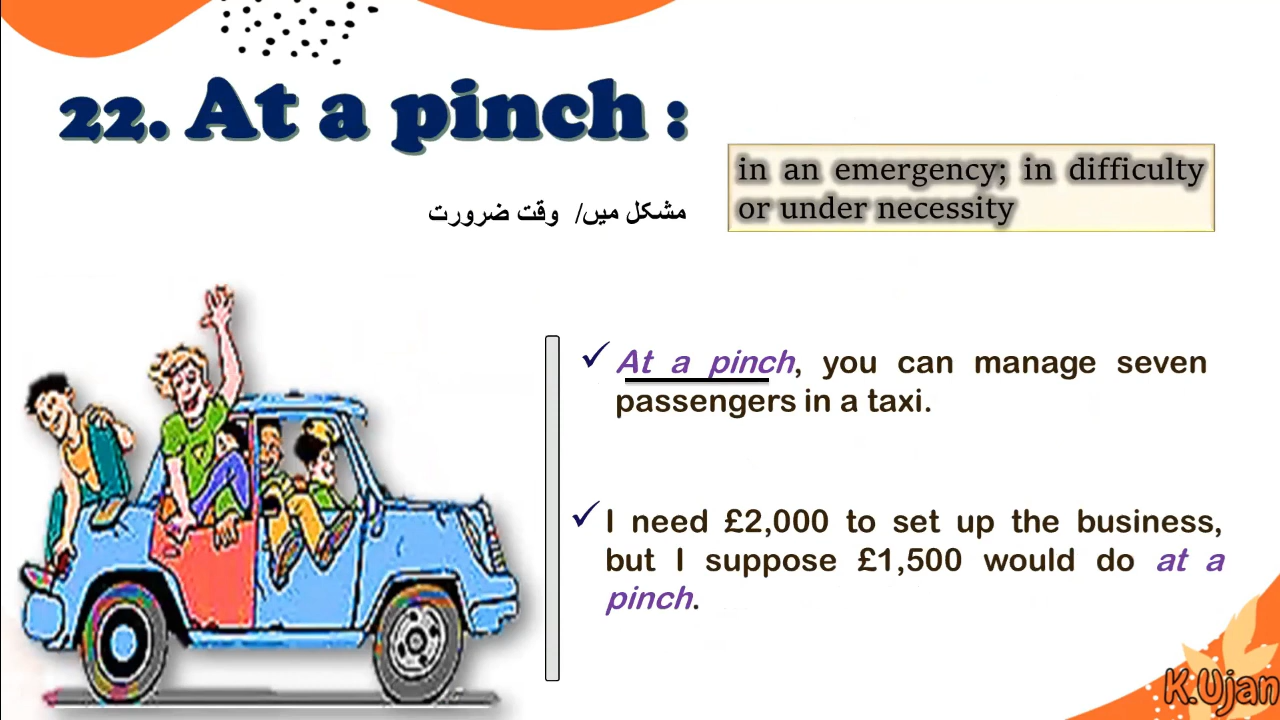 22. At a pinch :
in an emergency; in difficulty
or under necessity
مشکل میں/ وقت ضرورت
At a pinch, you can manage seven
passengers in a taxi.
I need £2,000 to set up the business,
but I suppose £1,500 would do at a
pinch.
K.Ujan